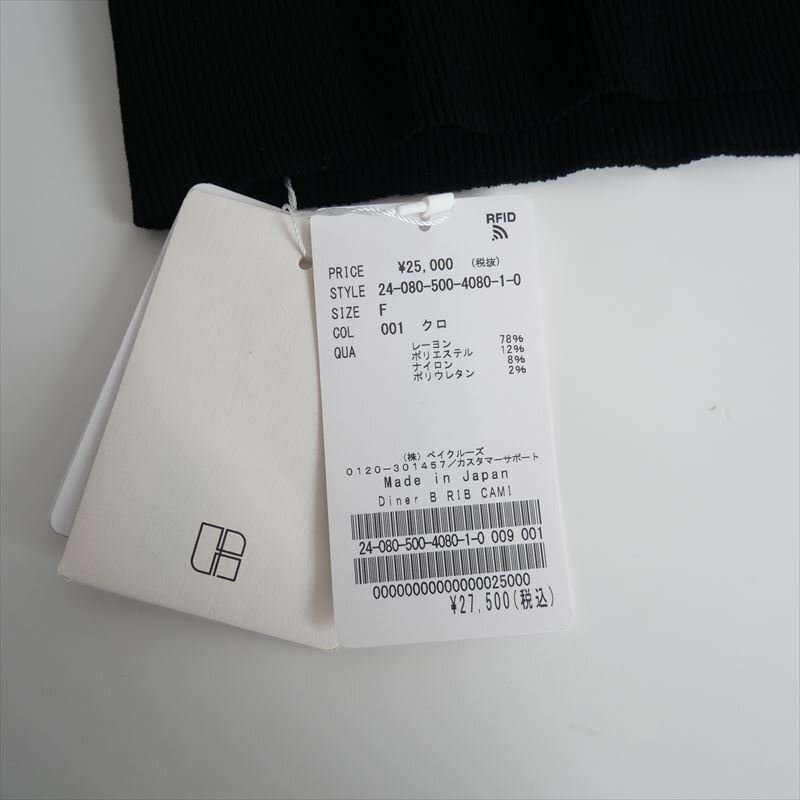 RFID
PRICE ¥25,000 (税抜)
STYLE 24-080-500-4080-1-0
SIZE F
COL 001 クロ
QUA レーヨン 78%
ポリエステル 12%
ナイロン 8%
ポリウレタン 2%
(株)ベイクルーズ
0120-301457/カスタマーサポート
Made in Japan
Diner B RIB CAMI
24-080-500-4080-1-0 009 001
00000000000000025000
¥27,500(税込)